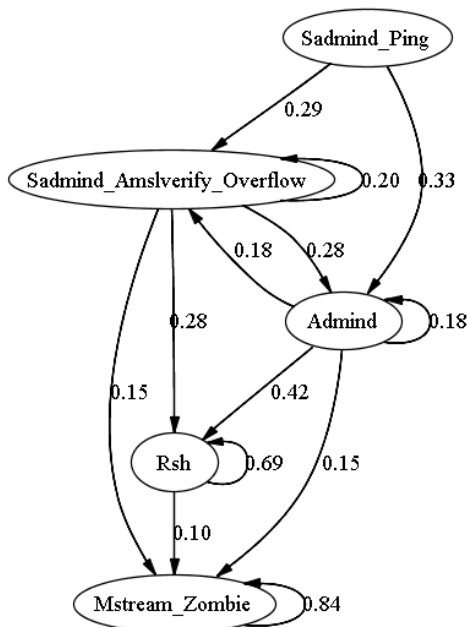 Sadmind_Ping
0.29
Sadmind_Amslverify_Overflow
0.20
0.33
0.18
0.28
Admind
0.18
0.28
0.15
0.42
Rsh
0.69
0.15
0.10
Mstream_Zombie
0.84